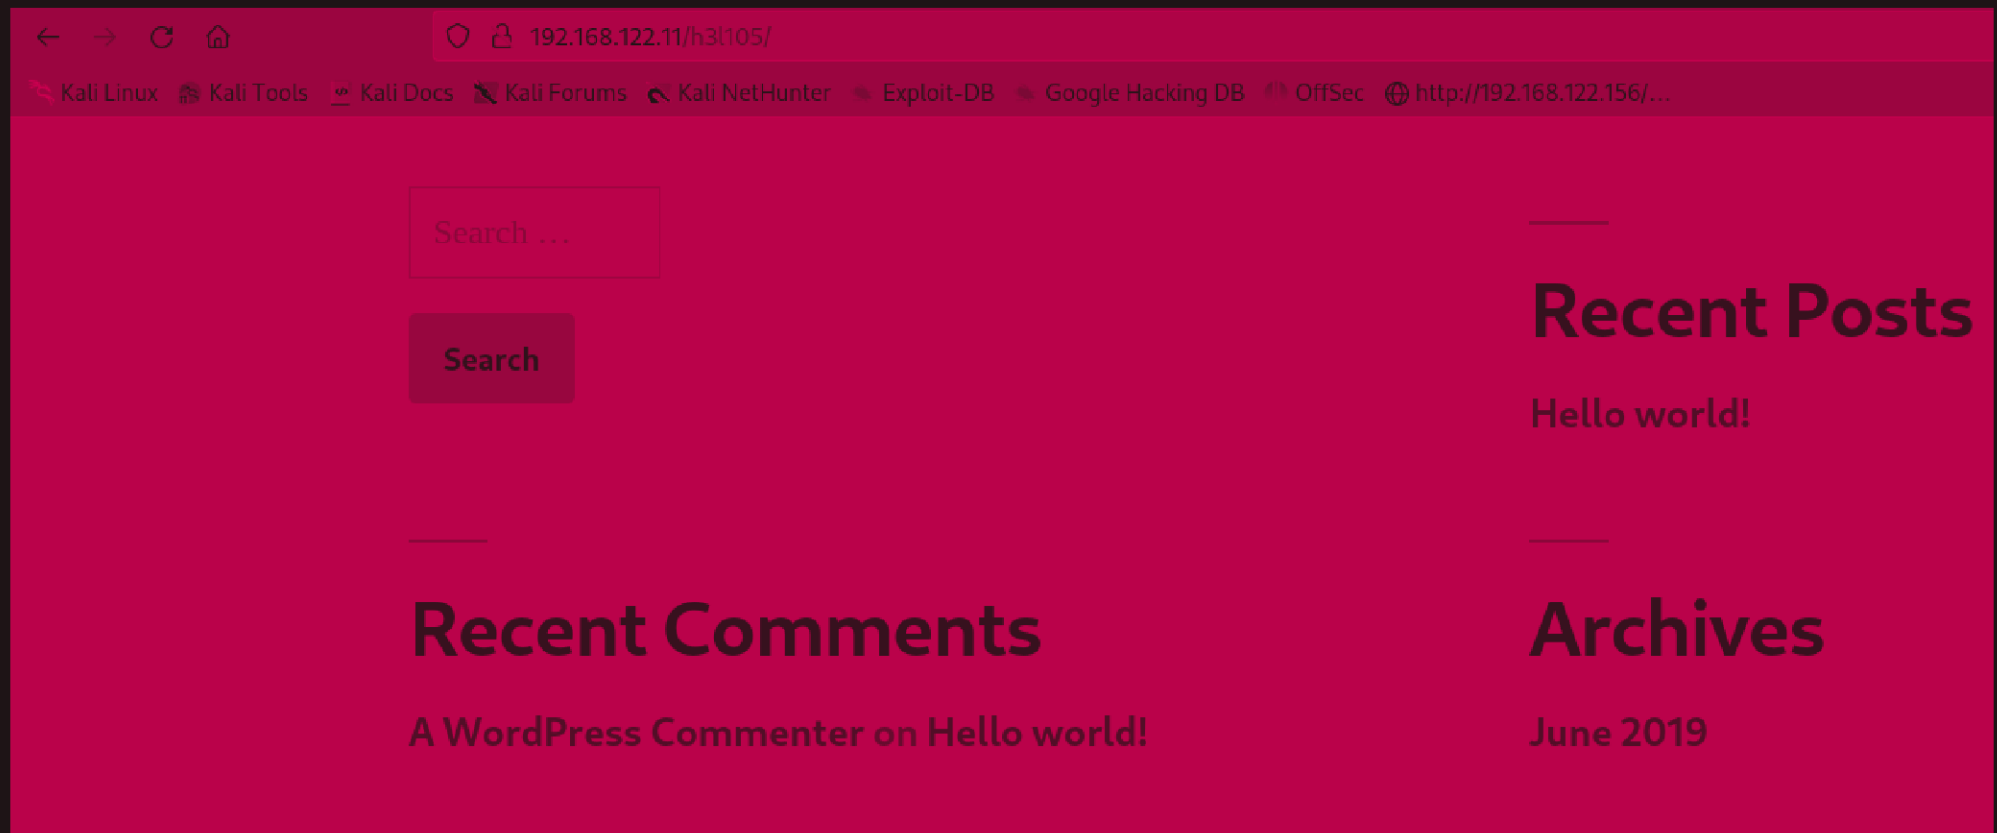 192.168.122.11/h3l105/
Kali Linux Kali Tools Kali Docs Kali Forums Kali NetHunter Exploit-DB Google Hacking DB OffSec http://192.168.122.156/...
Search …
Search
Recent Posts
Hello world!
Recent Comments
A WordPress Commenter on Hello world!
Archives
June 2019